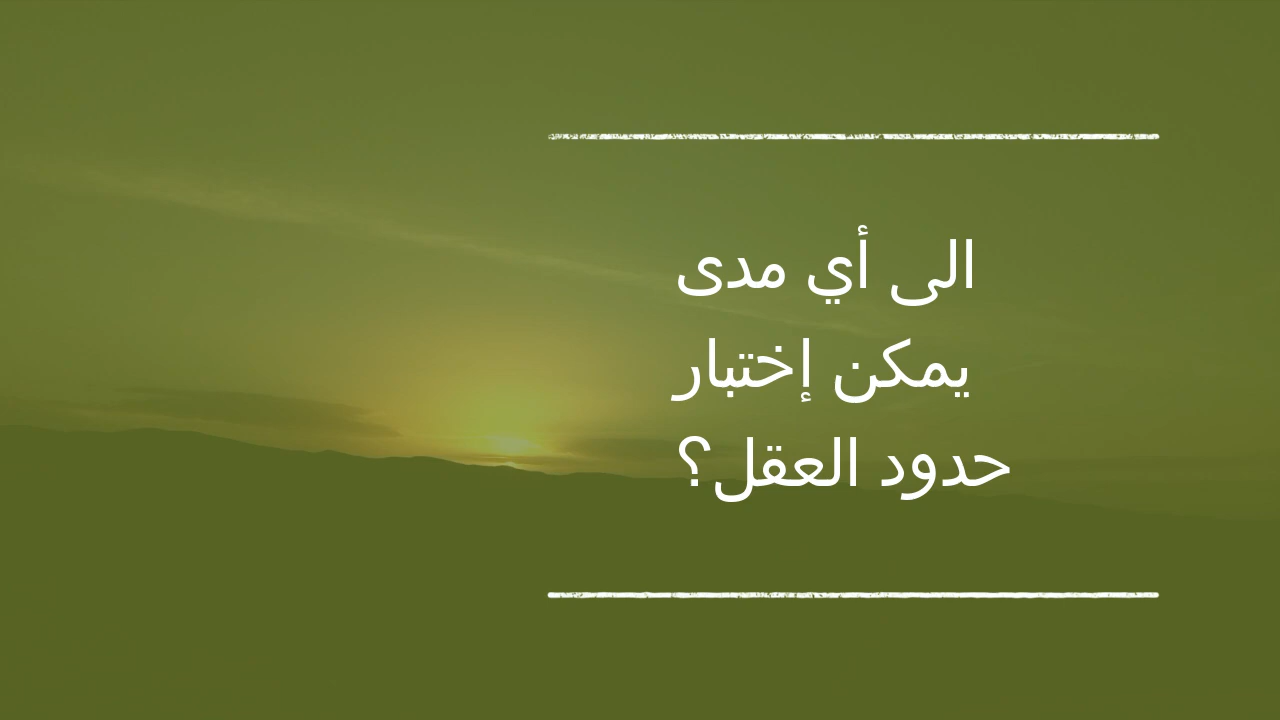 الى أي مدى
يمكن إختبار
حدود العقل؟